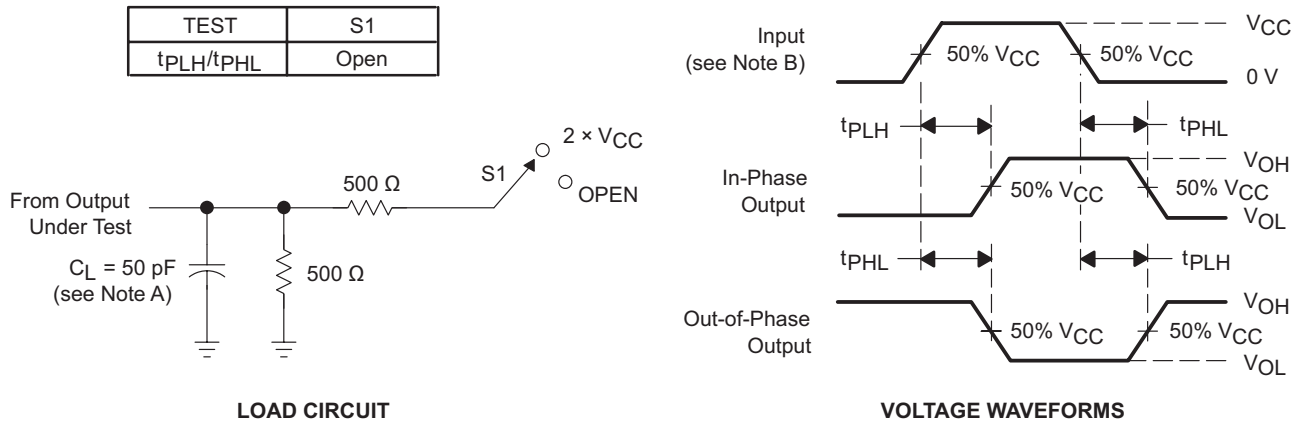 TEST S1
tPLH/tPHL Open
From Output
Under Test
CL = 50 pF
(see Note A)
500 Ω
500 Ω
S1
2 × VCC
OPEN
LOAD CIRCUIT
Input
(see Note B)
50% VCC
50% VCC
VCC
0 V
tPLH
tPHL
In-Phase
Output
50% VCC
50% VCC
VOH
VOL
tPHL
tPLH
Out-of-Phase
Output
50% VCC
50% VCC
VOH
VOL
VOLTAGE WAVEFORMS